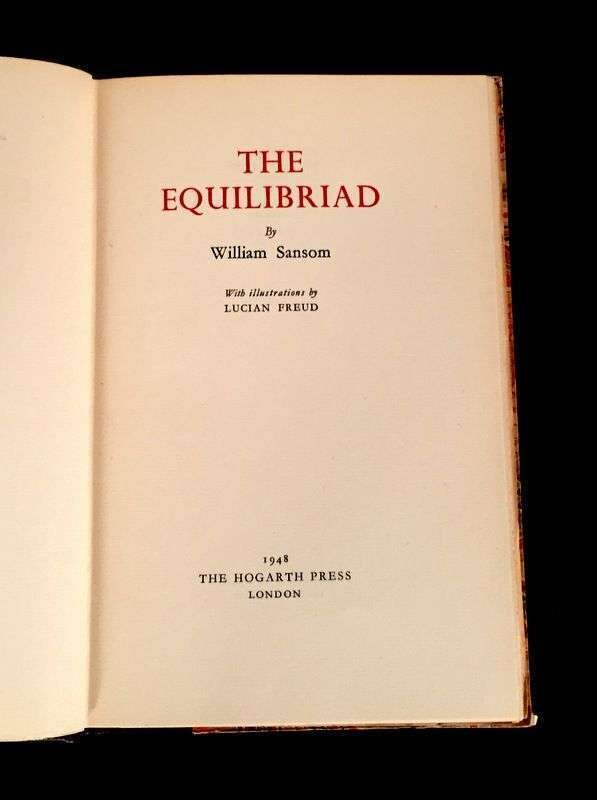 THE
EQUILIBRIAD
By
William Sansom
With illustrations by
LUCIAN FREUD
1948
THE HOGARTH PRESS
LONDON